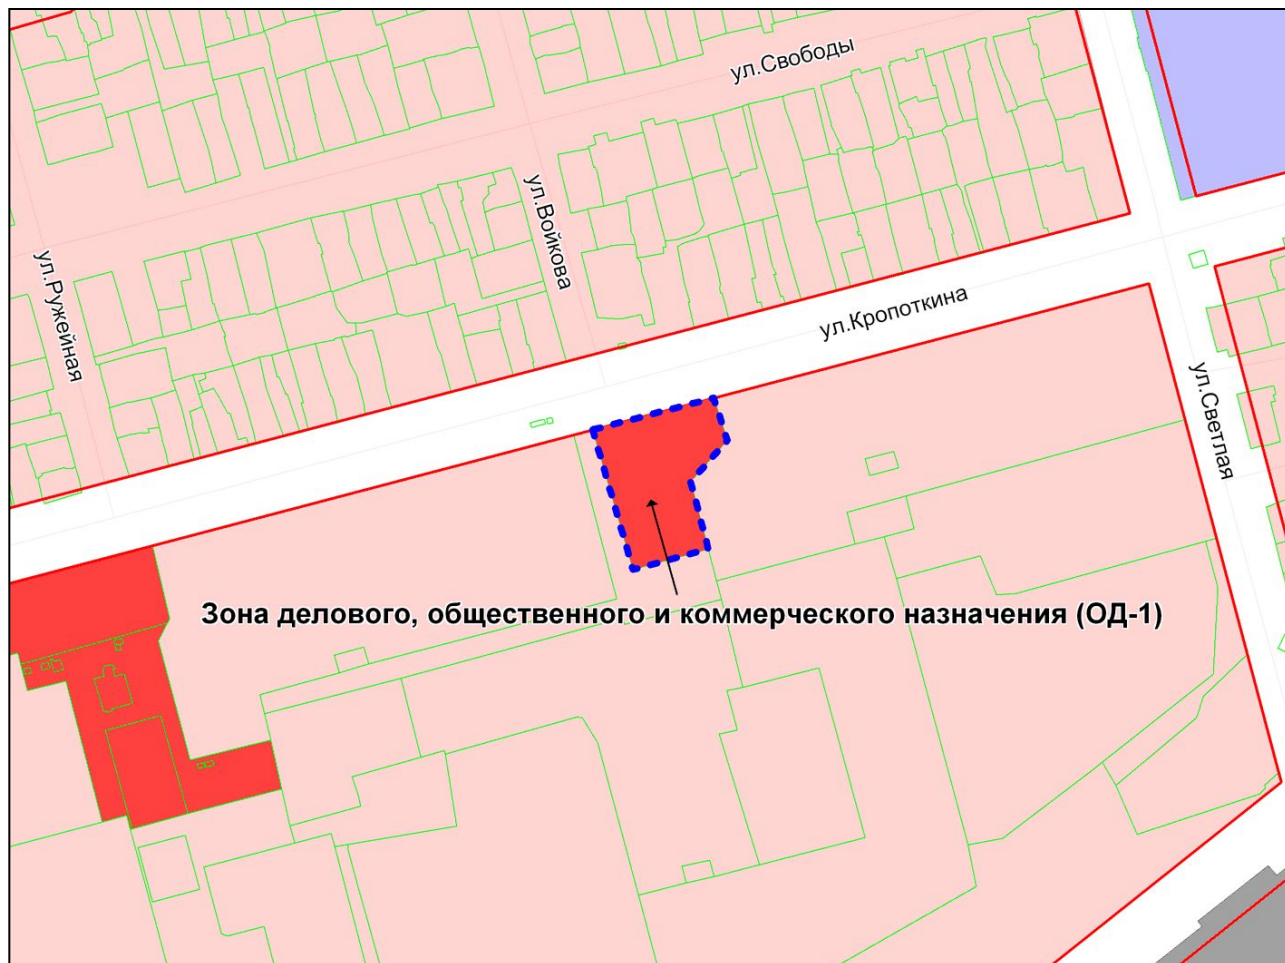 ул.Свободы
ул.Войкова
ул.Ружейная
ул.Кропоткина
ул.Светлая
Зона делового, общественного и коммерческого назначения (ОД-1)